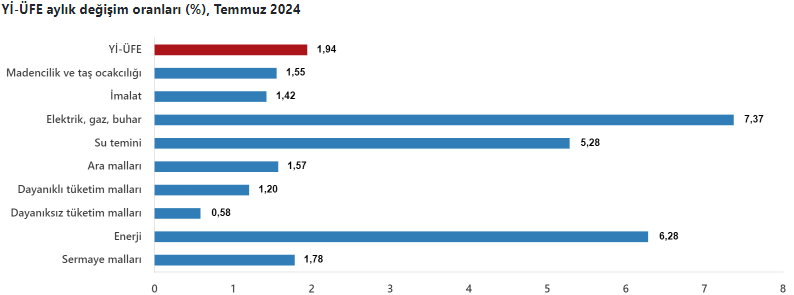 Yİ-ÜFE aylık değişim oranları (%), Temmuz 2024
Yİ-ÜFE 1,94
Madencilik ve taş ocakcılığı 1,55
İmalat 1,42
Elektrik, gaz, buhar 7,37
Su temini 5,28
Ara malları 1,57
Dayanıklı tüketim malları 1,20
Dayanıksız tüketim malları 0,58
Enerji 6,28
Sermaye malları 1,78
0 1 2 3 4 5 6 7 8